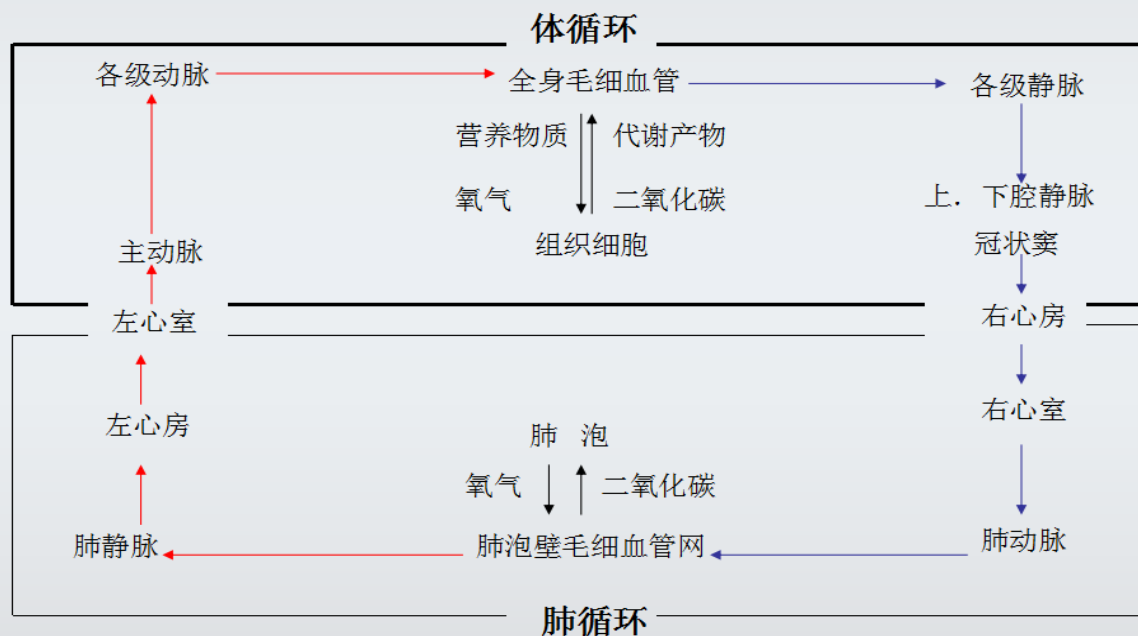 体循环
各级动脉 全身毛细血管 各级静脉
营养物质 代谢产物
氧气 二氧化碳 上．下腔静脉
主动脉 组织细胞 冠状窦
左心室 右心房
左心房 右心室
肺 泡
氧气 二氧化碳
肺静脉 肺泡壁毛细血管网 肺动脉
肺循环